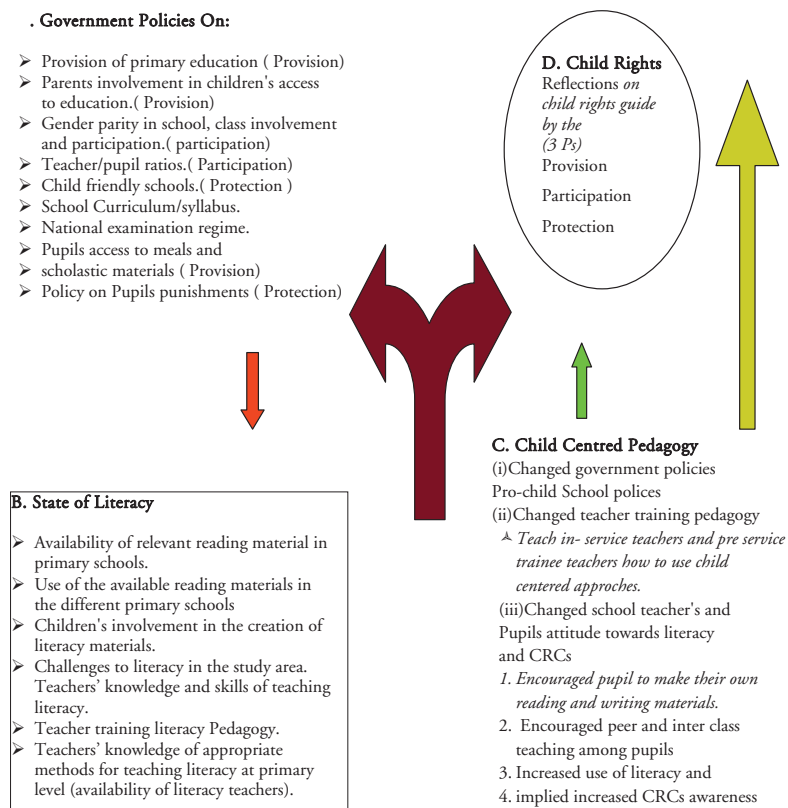 . Government Policies On:
➢ Provision of primary education ( Provision)
➢ Parents involvement in children's access
to education.( Provision)
➢ Gender parity in school, class involvement
and participation.( participation)
➢ Teacher/pupil ratios.( Participation)
➢ Child friendly schools.( Protection )
➢ School Curriculum/syllabus.
➢ National examination regime.
➢ Pupils access to meals and
➢ scholastic materials ( Provision)
➢ Policy on Pupils punishments ( Protection)
D. Child Rights
Reflections on
child rights guide
by the
(3 Ps)
Provision
Participation
Protection
B. State of Literacy
➢ Availability of relevant reading material in
primary schools.
➢ Use of the available reading materials in
the different primary schools
➢ Children's involvement in the creation of
literacy materials.
➢ Challenges to literacy in the study area.
Teachers’ knowledge and skills of teaching
literacy.
➢ Teacher training literacy Pedagogy.
➢ Teachers’ knowledge of appropriate
methods for teaching literacy at primary
level (availability of literacy teachers).
C. Child Centred Pedagogy
(i)Changed government policies
Pro-child School polices
(ii)Changed teacher training pedagogy
Teach in- service teachers and pre service
trainee teachers how to use child
centered approches.
(iii)Changed school teacher's and
Pupils attitude towards literacy
and CRCs
1. Encouraged pupil to make their own
reading and writing materials.
2. Encouraged peer and inter class
teaching among pupils
3. Increased use of literacy and
4. implied increased CRCs awareness